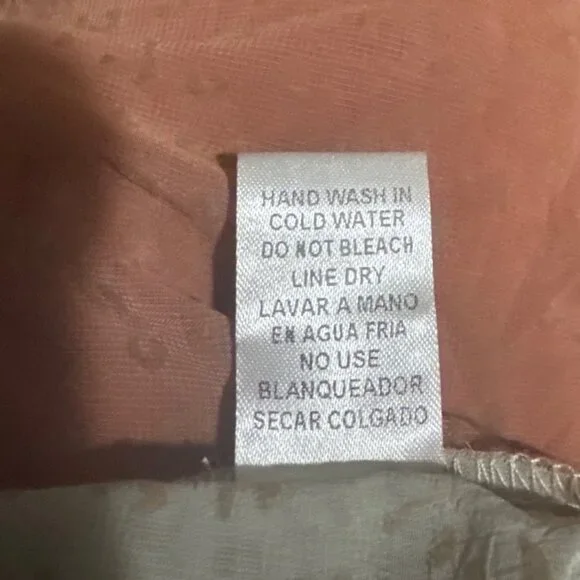 HAND WASH IN
COLD WATER
DO NOT BLEACH
LINE DRY
LAVAR A MANO
EN AGUA FRIA
NO USE
BLANQUEADOR
SECAR COLGADO